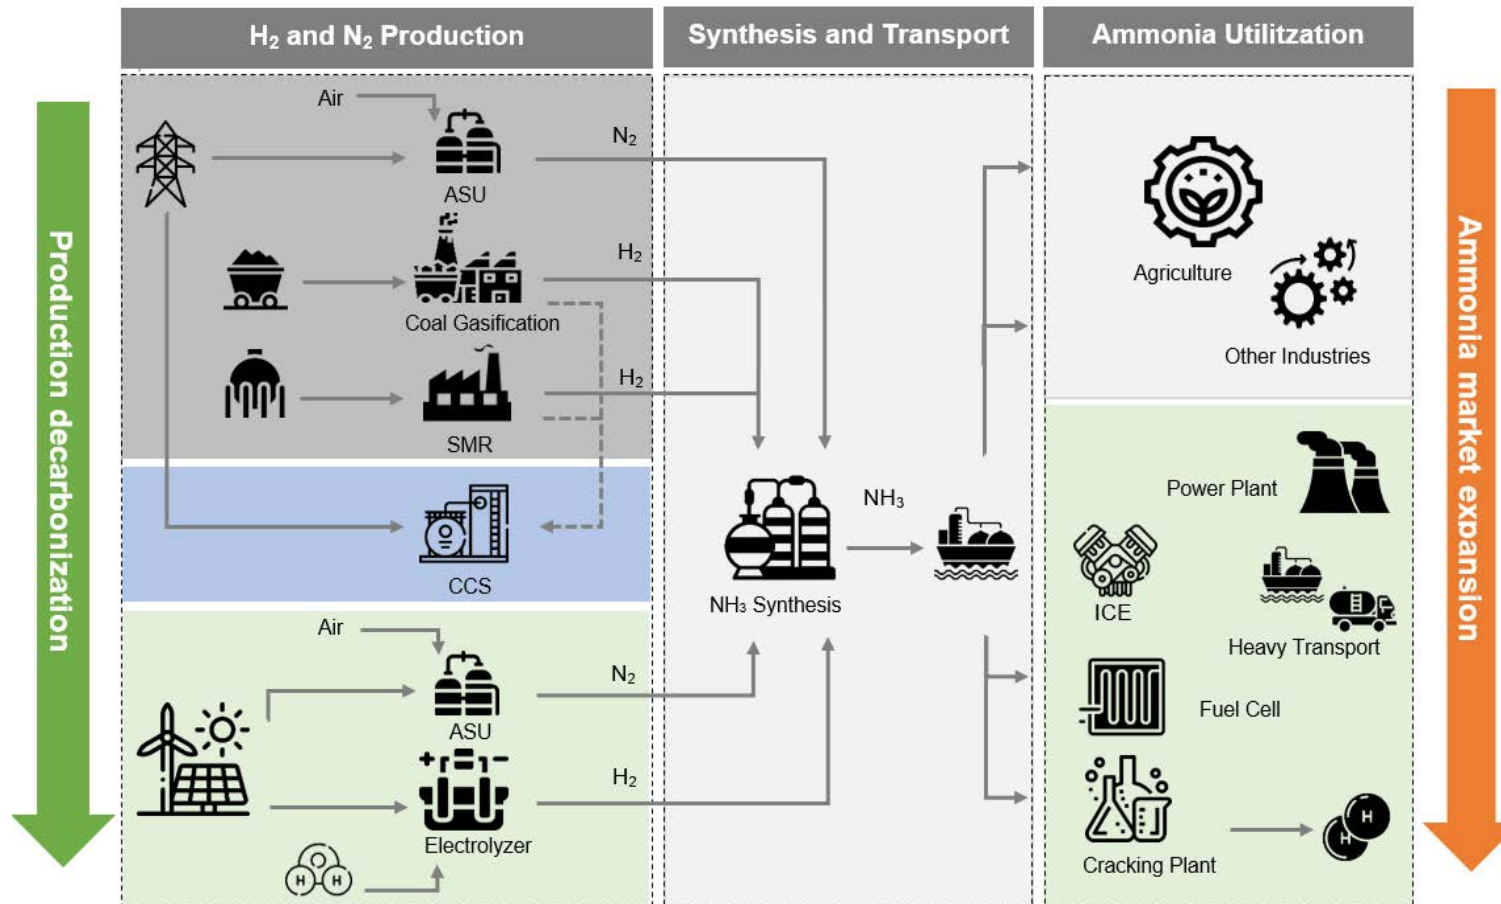 H₂ and N₂ Production
Synthesis and Transport
Ammonia Utilitzation
Production decarbonization
Air
N₂
ASU
H₂
Coal Gasification
H₂
SMR
CCS
Air
N₂
ASU
H₂
Electrolyzer
O
H H
NH₃
NH₃ Synthesis
Agriculture
Other Industries
Power Plant
ICE
Heavy Transport
Fuel Cell
Cracking Plant
H
H
Ammonia market expansion